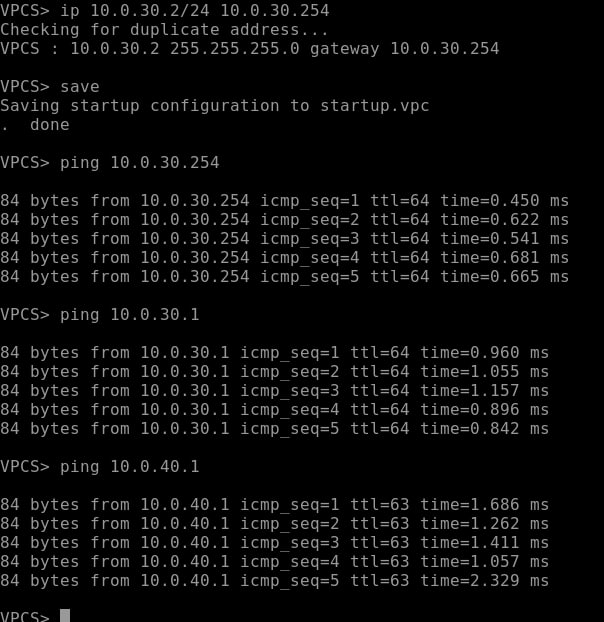 VPCS> ip 10.0.30.2/24 10.0.30.254
Checking for duplicate address...
VPCS : 10.0.30.2 255.255.255.0 gateway 10.0.30.254
VPCS> save
Saving startup configuration to startup.vpc
.  done
VPCS> ping 10.0.30.254
84 bytes from 10.0.30.254 icmp_seq=1 ttl=64 time=0.450 ms
84 bytes from 10.0.30.254 icmp_seq=2 ttl=64 time=0.622 ms
84 bytes from 10.0.30.254 icmp_seq=3 ttl=64 time=0.541 ms
84 bytes from 10.0.30.254 icmp_seq=4 ttl=64 time=0.681 ms
84 bytes from 10.0.30.254 icmp_seq=5 ttl=64 time=0.665 ms
VPCS> ping 10.0.30.1
84 bytes from 10.0.30.1 icmp_seq=1 ttl=64 time=0.960 ms
84 bytes from 10.0.30.1 icmp_seq=2 ttl=64 time=1.055 ms
84 bytes from 10.0.30.1 icmp_seq=3 ttl=64 time=1.157 ms
84 bytes from 10.0.30.1 icmp_seq=4 ttl=64 time=0.896 ms
84 bytes from 10.0.30.1 icmp_seq=5 ttl=64 time=0.842 ms
VPCS> ping 10.0.40.1
84 bytes from 10.0.40.1 icmp_seq=1 ttl=63 time=1.686 ms
84 bytes from 10.0.40.1 icmp_seq=2 ttl=63 time=1.262 ms
84 bytes from 10.0.40.1 icmp_seq=3 ttl=63 time=1.411 ms
84 bytes from 10.0.40.1 icmp_seq=4 ttl=63 time=1.057 ms
84 bytes from 10.0.40.1 icmp_seq=5 ttl=63 time=2.329 ms
VPCS>